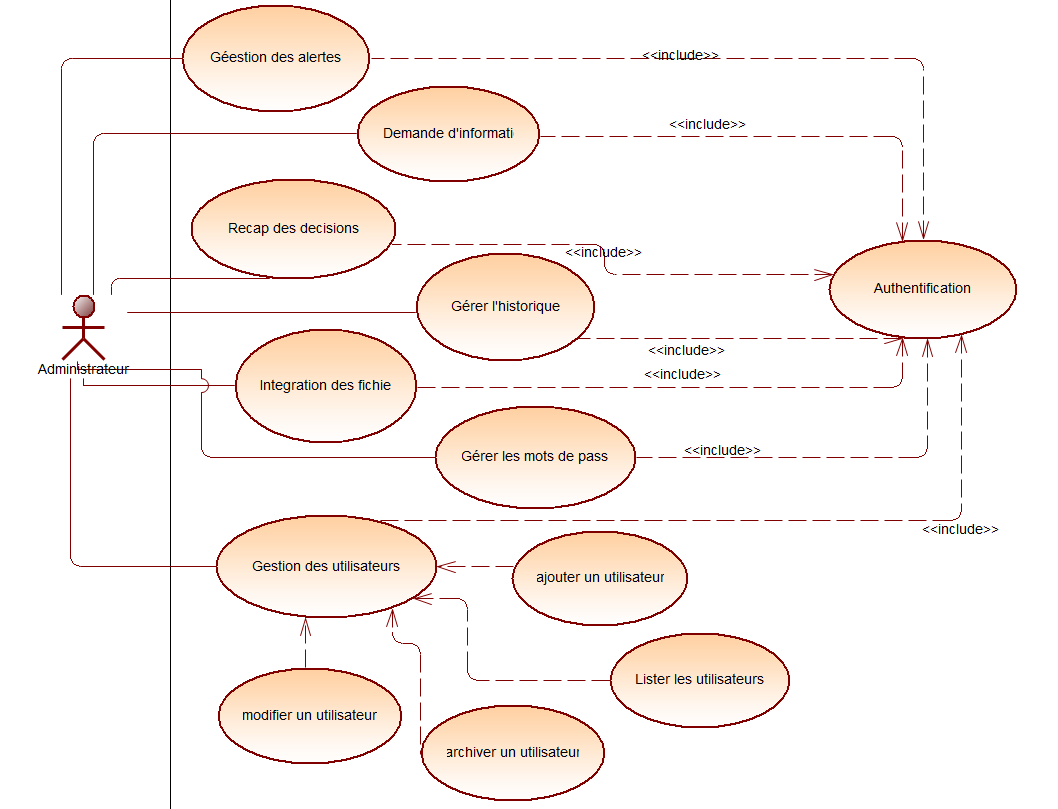 Géestion des alertes
<<include>>
<<include>>
Demande d'informati
Recap des decisions
<<include>>
Authentification
Gérer l'historique
<<include>>
Administrateur
<<include>>
Integration des fichie
<<include>>
Gérer les mots de pass
<<include>>
Gestion des utilisateurs
ajouter un utilisateur
Lister les utilisateurs
modifier un utilisateur
archiver un utilisateur